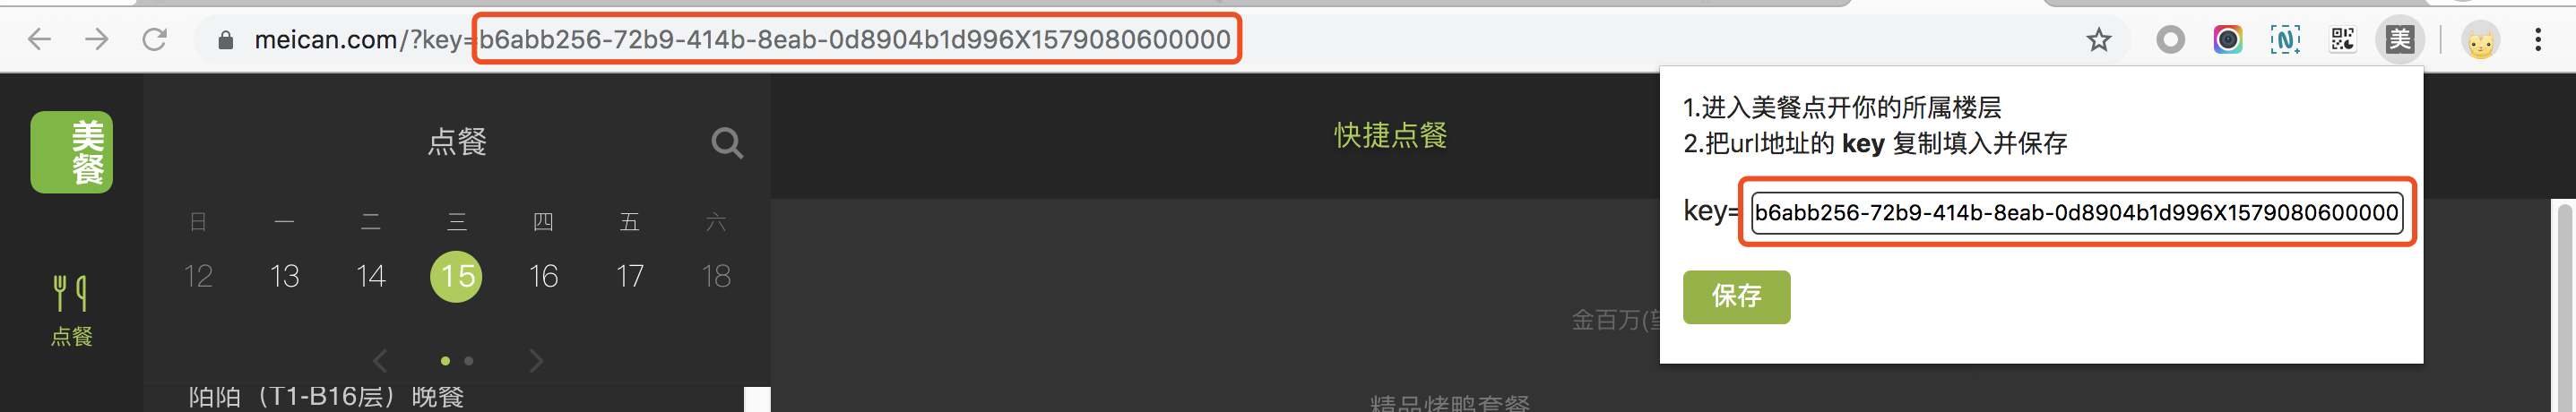 meican.com/?key=b6abb256-72b9-414b-8eab-0d8904b1d996X1579080600000
美
美餐
点餐
点餐
日 一 二 三 四 五 六
12 13 14 15 16 17 18
陌陌（T1-B16层）晚餐
快捷点餐
金百万(望
精品烤鸭套餐
1.进入美餐点开你的所属楼层
2.把url地址的 key 复制填入并保存
key= b6abb256-72b9-414b-8eab-0d8904b1d996X1579080600000
保存